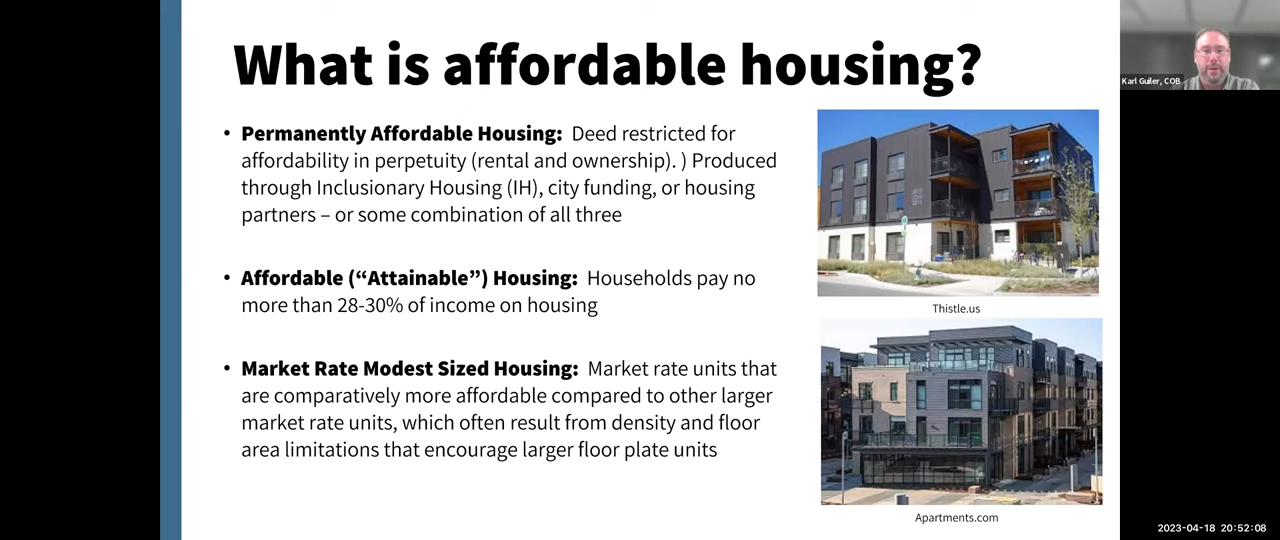 What is affordable housing?
• Permanently Affordable Housing: Deed restricted for
affordability in perpetuity (rental and ownership). ) Produced
through Inclusionary Housing (IH), city funding, or housing
partners – or some combination of all three
• Affordable (“Attainable”) Housing: Households pay no
more than 28-30% of income on housing
• Market Rate Modest Sized Housing: Market rate units that
are comparatively more affordable compared to other larger
market rate units, which often result from density and floor
area limitations that encourage larger floor plate units
Thistle.us
Apartments.com
Karl Guiler, COB
2023-04-18 20:52:08